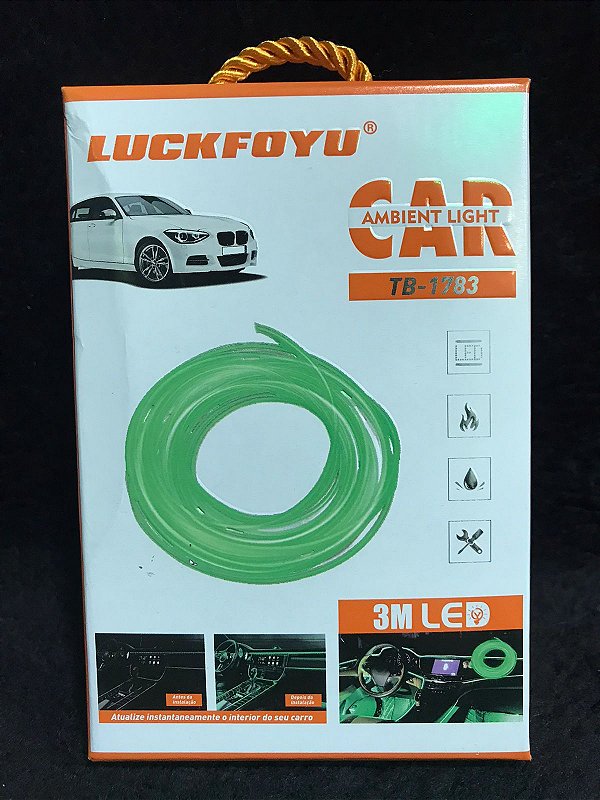 LUCKFOYU®
CAR
AMBIENT LIGHT
TB-1783
LED
3M LED
Antes da
instalação
Depois da
instalação
Atualize instantaneamente o interior do seu carro